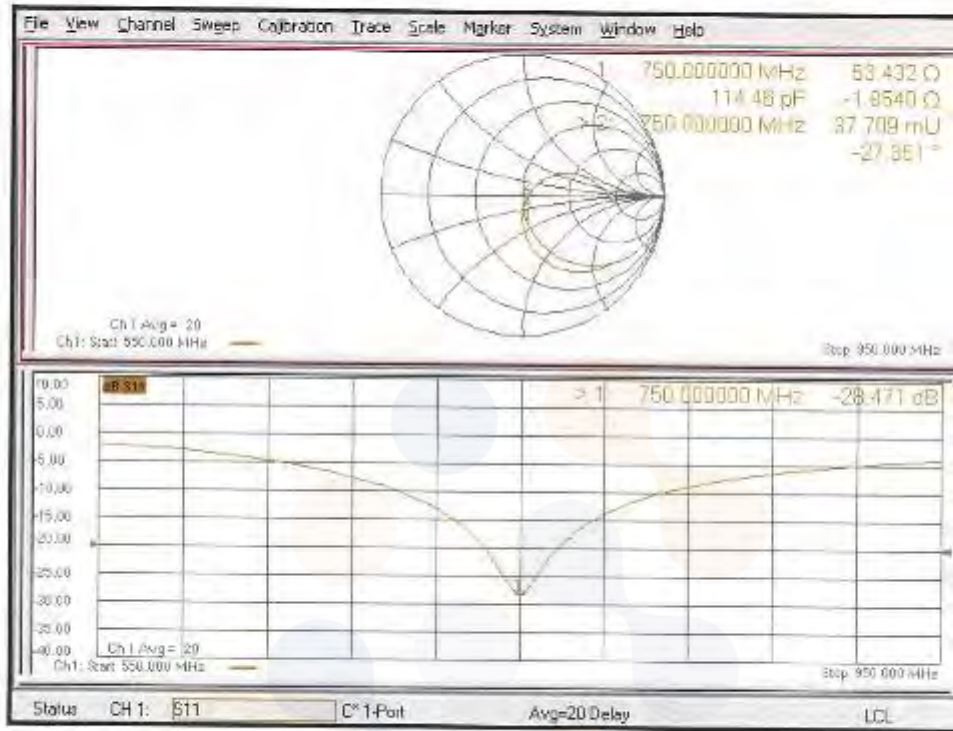 File View Channel Sweep Calibration Trace Scale Marker System Window Help
1 750.000000 MHz 53.432 Ω
114.46 pF -1.8540 Ω
750.000000 MHz 37.709 mU
-27.351 °
Ch 1 Avg = 20
Ch1: Start 550.000 MHz
Stop 950.000 MHz
10.00
dB S11
> 1 750.000000 MHz -28.471 dB
5.00
0.00
-5.00
-10.00
-15.00
-20.00
-25.00
-30.00
-35.00
-40.00
Ch 1 Avg = 20
Ch1: Start 550.000 MHz
Stop 950.000 MHz
Status CH 1: S11 C* 1-Port Avg=20 Delay LCL